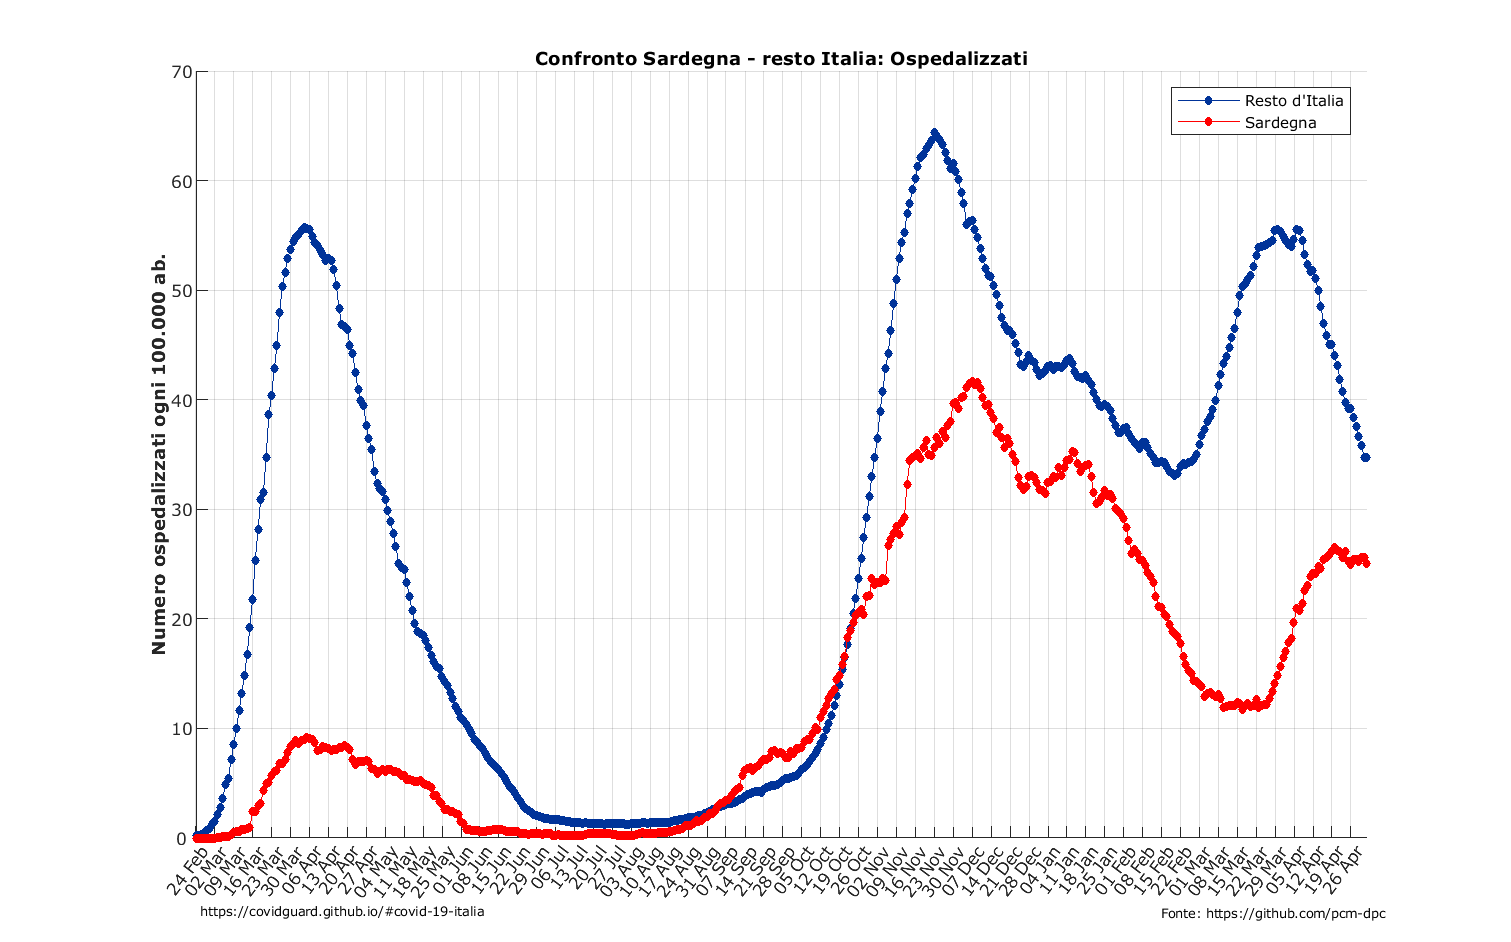 Confronto Sardegna - resto Italia: Ospedalizzati
Resto d'Italia
Sardegna
Numero ospedalizzati ogni 100.000 ab.
70
60
50
40
30
20
10
0
24 Feb
02 Mar
09 Mar
16 Mar
23 Mar
30 Mar
06 Apr
13 Apr
20 Apr
27 Apr
04 May
11 May
18 May
25 May
01 Jun
08 Jun
15 Jun
22 Jun
29 Jun
06 Jul
13 Jul
20 Jul
27 Jul
03 Aug
10 Aug
17 Aug
24 Aug
31 Aug
07 Sep
14 Sep
21 Sep
28 Sep
05 Oct
12 Oct
19 Oct
26 Oct
02 Nov
09 Nov
16 Nov
23 Nov
30 Nov
07 Dec
14 Dec
21 Dec
28 Dec
04 Jan
11 Jan
18 Jan
25 Jan
01 Feb
08 Feb
15 Feb
22 Feb
01 Mar
08 Mar
15 Mar
22 Mar
29 Mar
05 Apr
12 Apr
19 Apr
26 Apr
https://covidguard.github.io/#covid-19-italia
Fonte: https://github.com/pcm-dpc